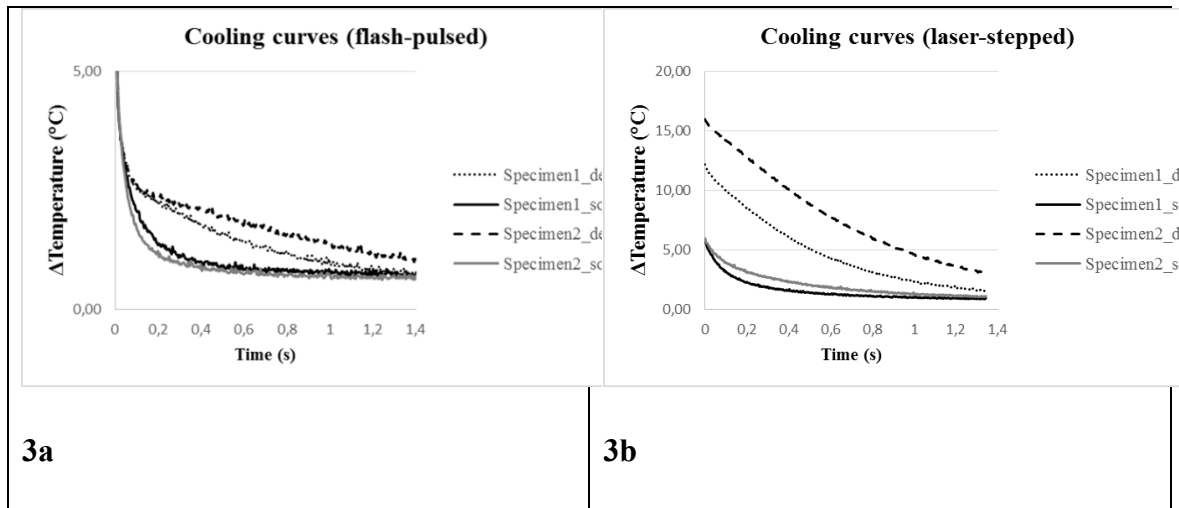 Cooling curves (flash-pulsed)
5,00
ΔTemperature (°C)
0,00
0 0,2 0,4 0,6 0,8 1 1,2 1,4
Time (s)
Specimen1_de
Specimen1_so
Specimen2_de
Specimen2_so
3a
Cooling curves (laser-stepped)
20,00
15,00
10,00
5,00
0,00
ΔTemperature (°C)
0 0,2 0,4 0,6 0,8 1 1,2 1,4
Time (s)
Specimen1_d
Specimen1_s
Specimen2_d
Specimen2_s
3b